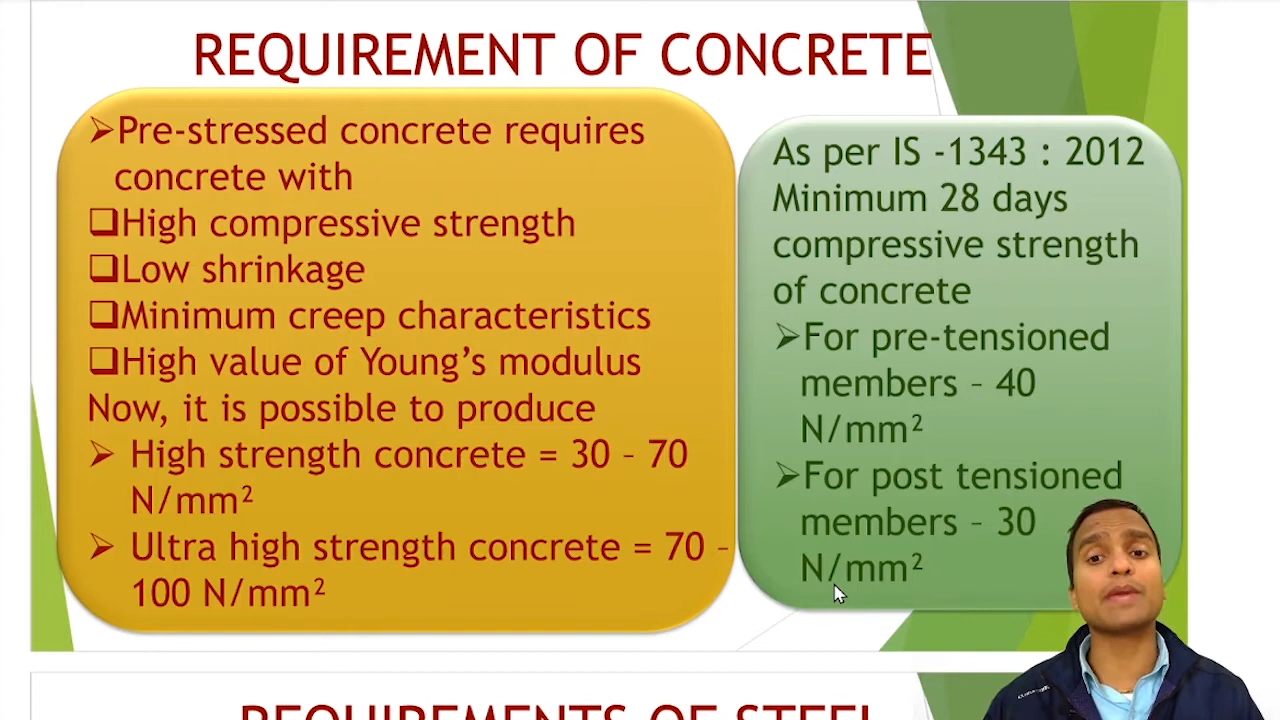 REQUIREMENT OF CONCRETE
➢Pre-stressed concrete requires
concrete with
❑High compressive strength
❑Low shrinkage
❑Minimum creep characteristics
❑High value of Young’s modulus
Now, it is possible to produce
➢ High strength concrete = 30 – 70
N/mm²
➢ Ultra high strength concrete = 70 –
100 N/mm²
As per IS -1343 : 2012
Minimum 28 days
compressive strength
of concrete
➢For pre-tensioned
members – 40
N/mm²
➢For post tensioned
members – 30
N/mm²
REQUIREMENTS OF STEEL